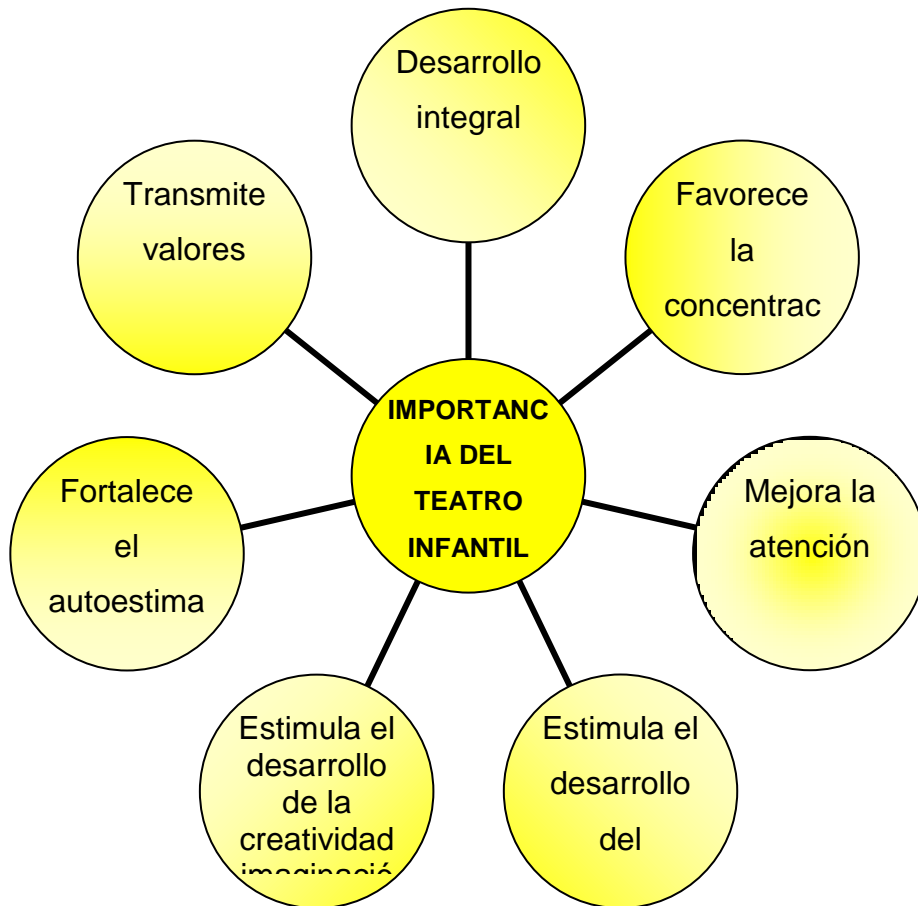 Desarrollo
integral
Transmite
valores
Favorece
la
concentrac
IMPORTANC
IA DEL
TEATRO
INFANTIL
Fortalece
el
autoestima
Mejora la
atención
Estimula el
desarrollo
de la
creatividad
imaginació
Estimula el
desarrollo
del